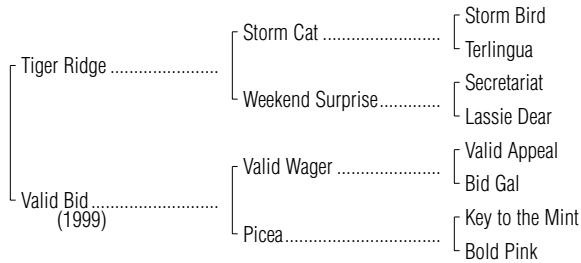 Storm Bird
Storm Cat ..........................
Terlingua
Tiger Ridge ........................
Secretariat
Weekend Surprise.............
Lassie Dear
Valid Appeal
Valid Wager .......................
Bid Gal
Valid Bid ............................
(1999)
Key to the Mint
Picea...................................
Bold Pink